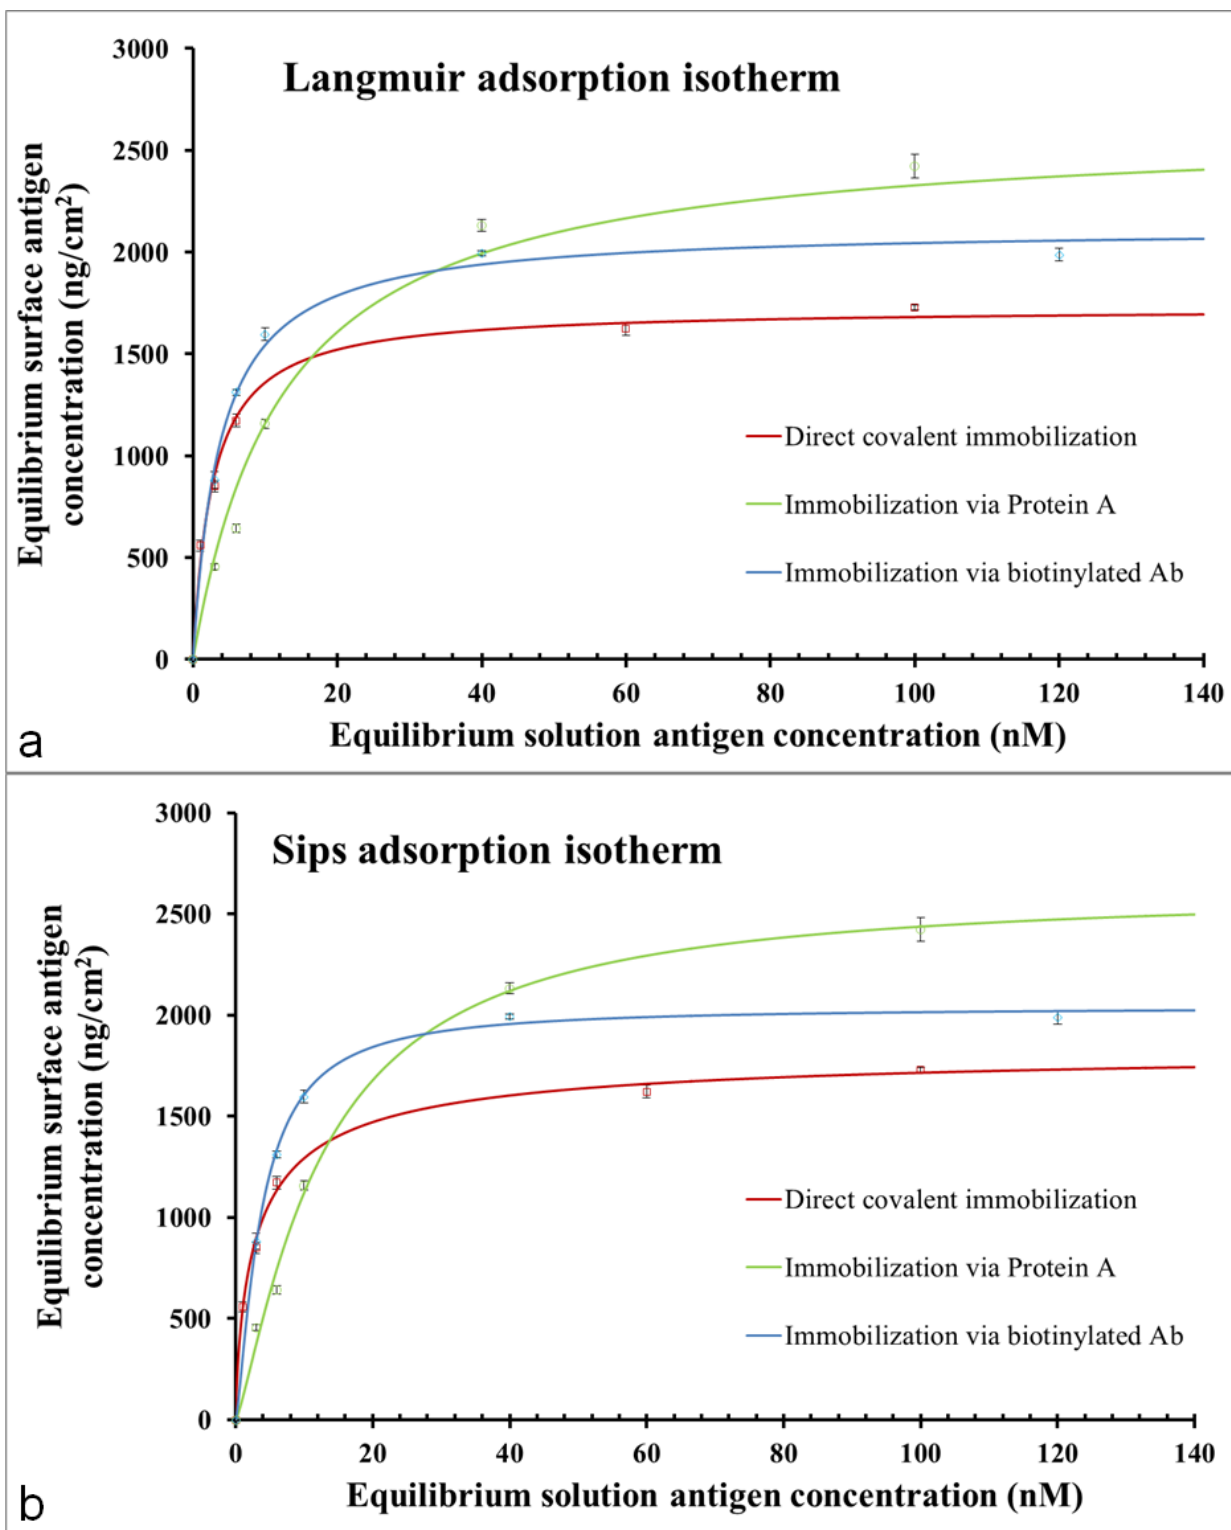 Langmuir adsorption isotherm
Equilibrium surface antigen
concentration (ng/cm²)
3000
2500
2000
1500
1000
500
0
Direct covalent immobilization
Immobilization via Protein A
Immobilization via biotinylated Ab
0 20 40 60 80 100 120 140
Equilibrium solution antigen concentration (nM)
a
Sips adsorption isotherm
Equilibrium surface antigen
concentration (ng/cm²)
3000
2500
2000
1500
1000
500
0
Direct covalent immobilization
Immobilization via Protein A
Immobilization via biotinylated Ab
0 20 40 60 80 100 120 140
Equilibrium solution antigen concentration (nM)
b